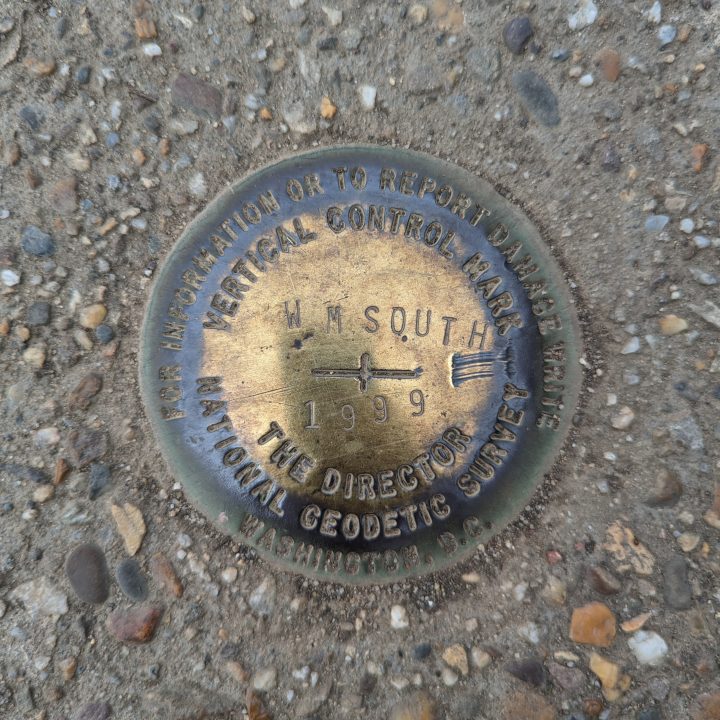 FOR INFORMATION OR TO REPORT DAMAGE WRITE
VERTICAL CONTROL MARK
W M SOUTH
1999
THE DIRECTOR
NATIONAL GEODETIC SURVEY
WASHINGTON, D.C.